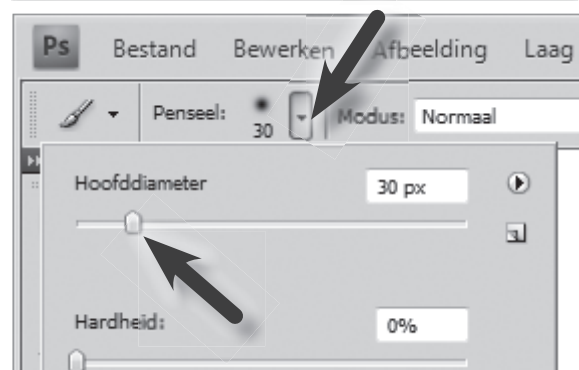 Ps Bestand Bewerken Afbeelding Laag
Penseel: 30 Modus: Normaal
Hoofddiameter 30 px
Hardheid: 0%